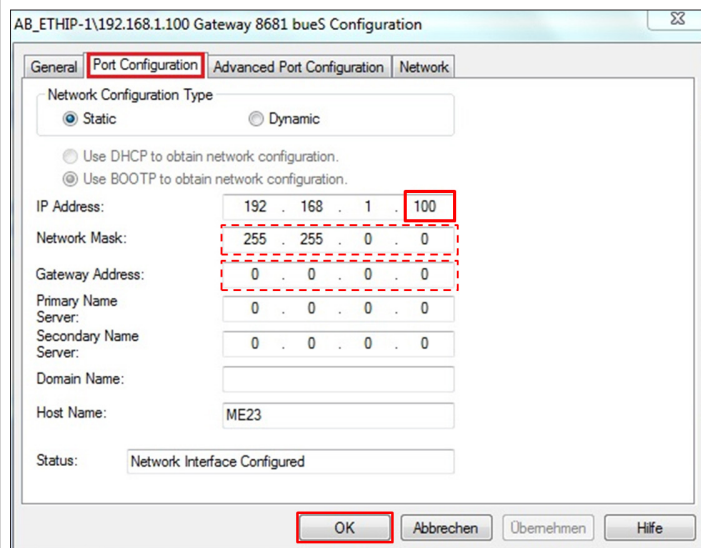 AB_ETHIP-1\192.168.1.100 Gateway 8681 bueS Configuration
General Port Configuration Advanced Port Configuration Network
Network Configuration Type
Static Dynamic
Use DHCP to obtain network configuration.
Use BOOTP to obtain network configuration.
IP Address: 192 . 168 . 1 . 100
Network Mask: 255 . 255 . 0 . 0
Gateway Address: 0 . 0 . 0 . 0
Primary Name
Server: 0 . 0 . 0 . 0
Secondary Name
Server: 0 . 0 . 0 . 0
Domain Name:
Host Name: ME23
Status: Network Interface Configured
OK Abbrechen Übernehmen Hilfe